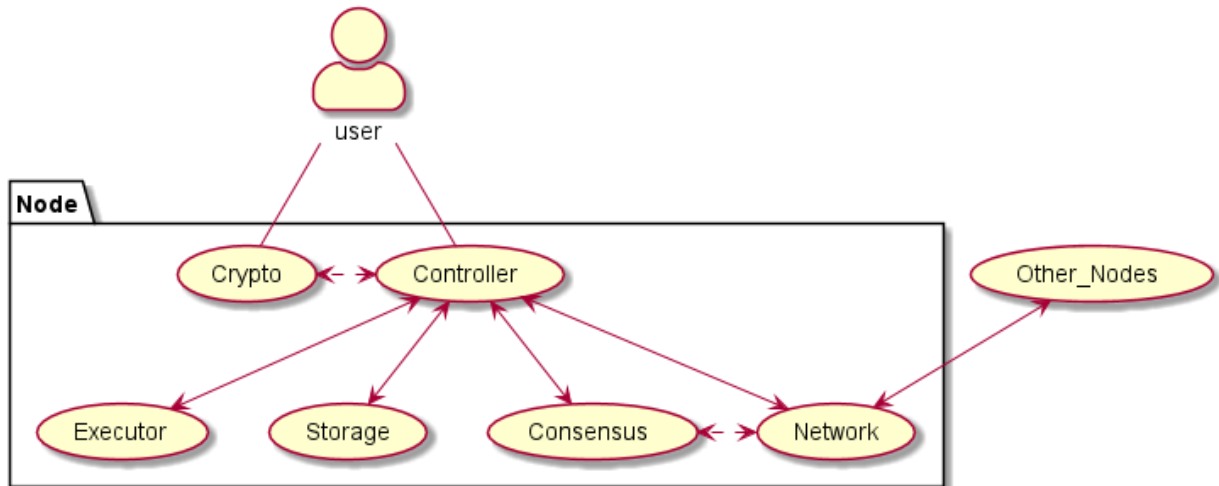 user
Node
Crypto
Controller
Other_Nodes
Executor
Storage
Consensus
Network